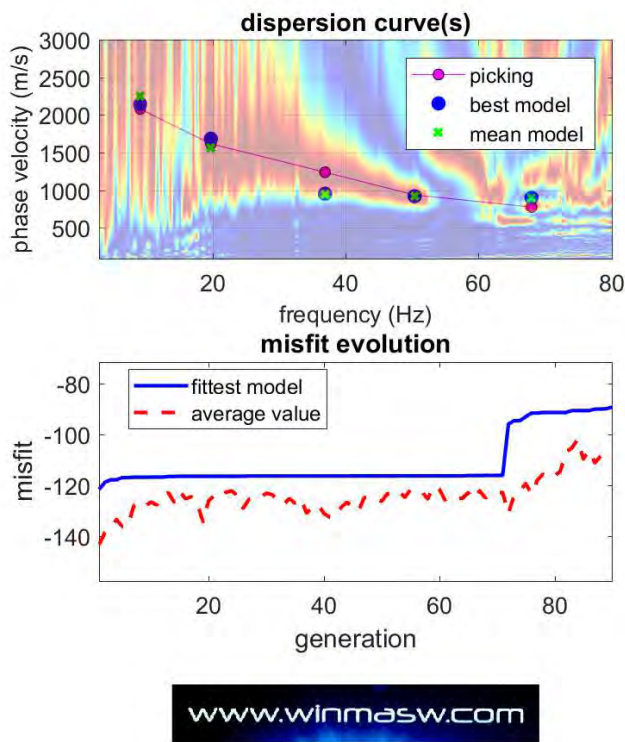 dispersion curve(s)
phase velocity (m/s)
3000
2500
2000
1500
1000
500
picking
best model
mean model
20
40
60
80
frequency (Hz)
misfit evolution
misfit
-80
-100
-120
-140
fittest model
average value
20
40
60
80
generation
www.winmasw.com